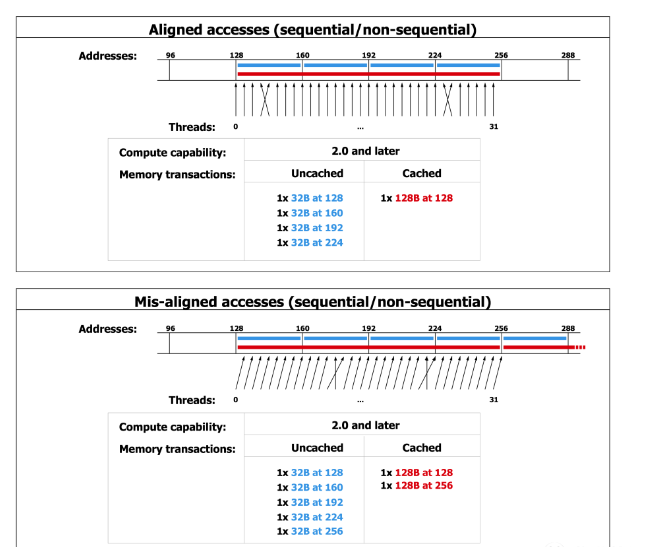 Aligned accesses (sequential/non-sequential)
Addresses: 96 128 160 192 224 256 288
Threads: 0 ... 31
Compute capability: 2.0 and later
Memory transactions: Uncached Cached
1x 32B at 128 1x 128B at 128
1x 32B at 160
1x 32B at 192
1x 32B at 224
Mis-aligned accesses (sequential/non-sequential)
Addresses: 96 128 160 192 224 256 288
Threads: 0 ... 31
Compute capability: 2.0 and later
Memory transactions: Uncached Cached
1x 32B at 128 1x 128B at 128
1x 32B at 160 1x 128B at 256
1x 32B at 192
1x 32B at 224
1x 32B at 256